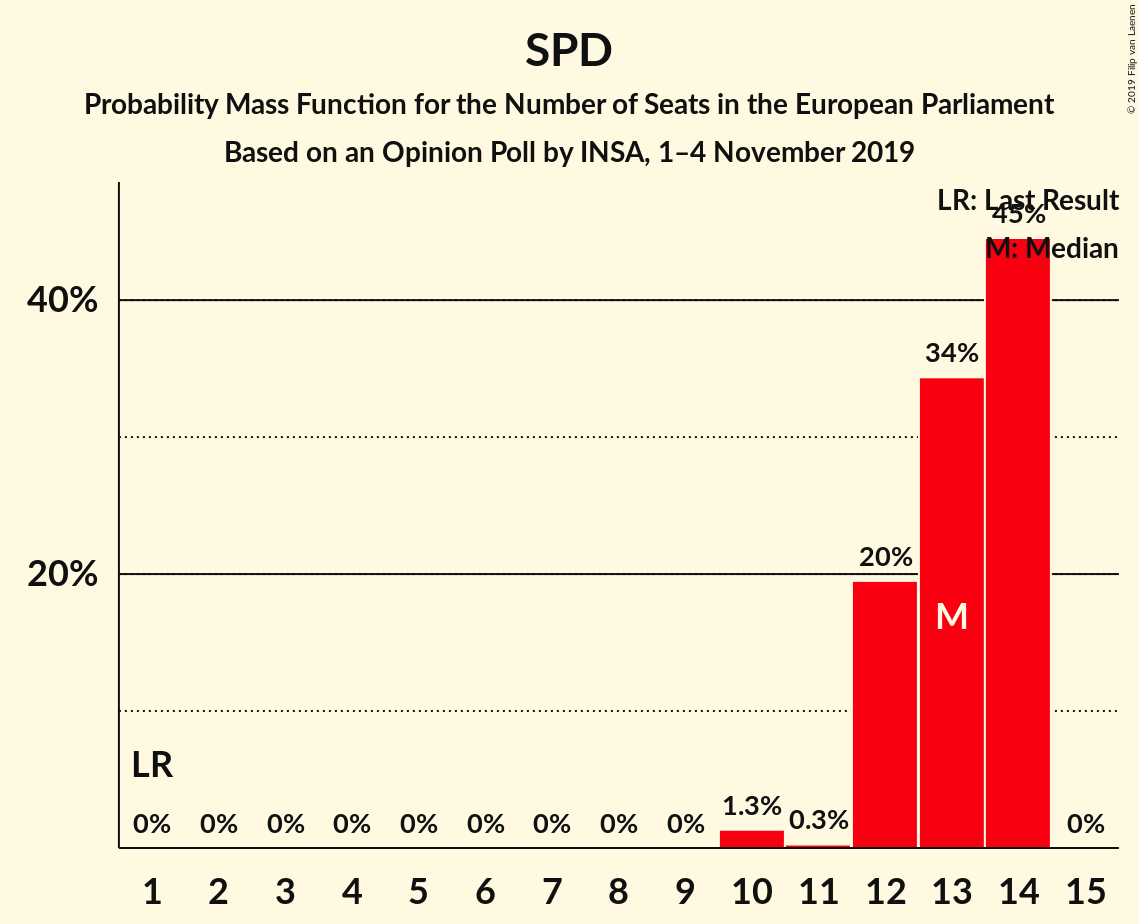 SPD
Probability Mass Function for the Number of Seats in the European Parliament
Based on an Opinion Poll by INSA, 1–4 November 2019
© 2019 Filip van Laenen
LR: Last Result
M: Median
45%
40%
34%
20%
20%
M
LR
0% 0% 0% 0% 0% 0% 0% 0% 0% 1.3% 0.3% 0%
1 2 3 4 5 6 7 8 9 10 11 12 13 14 15